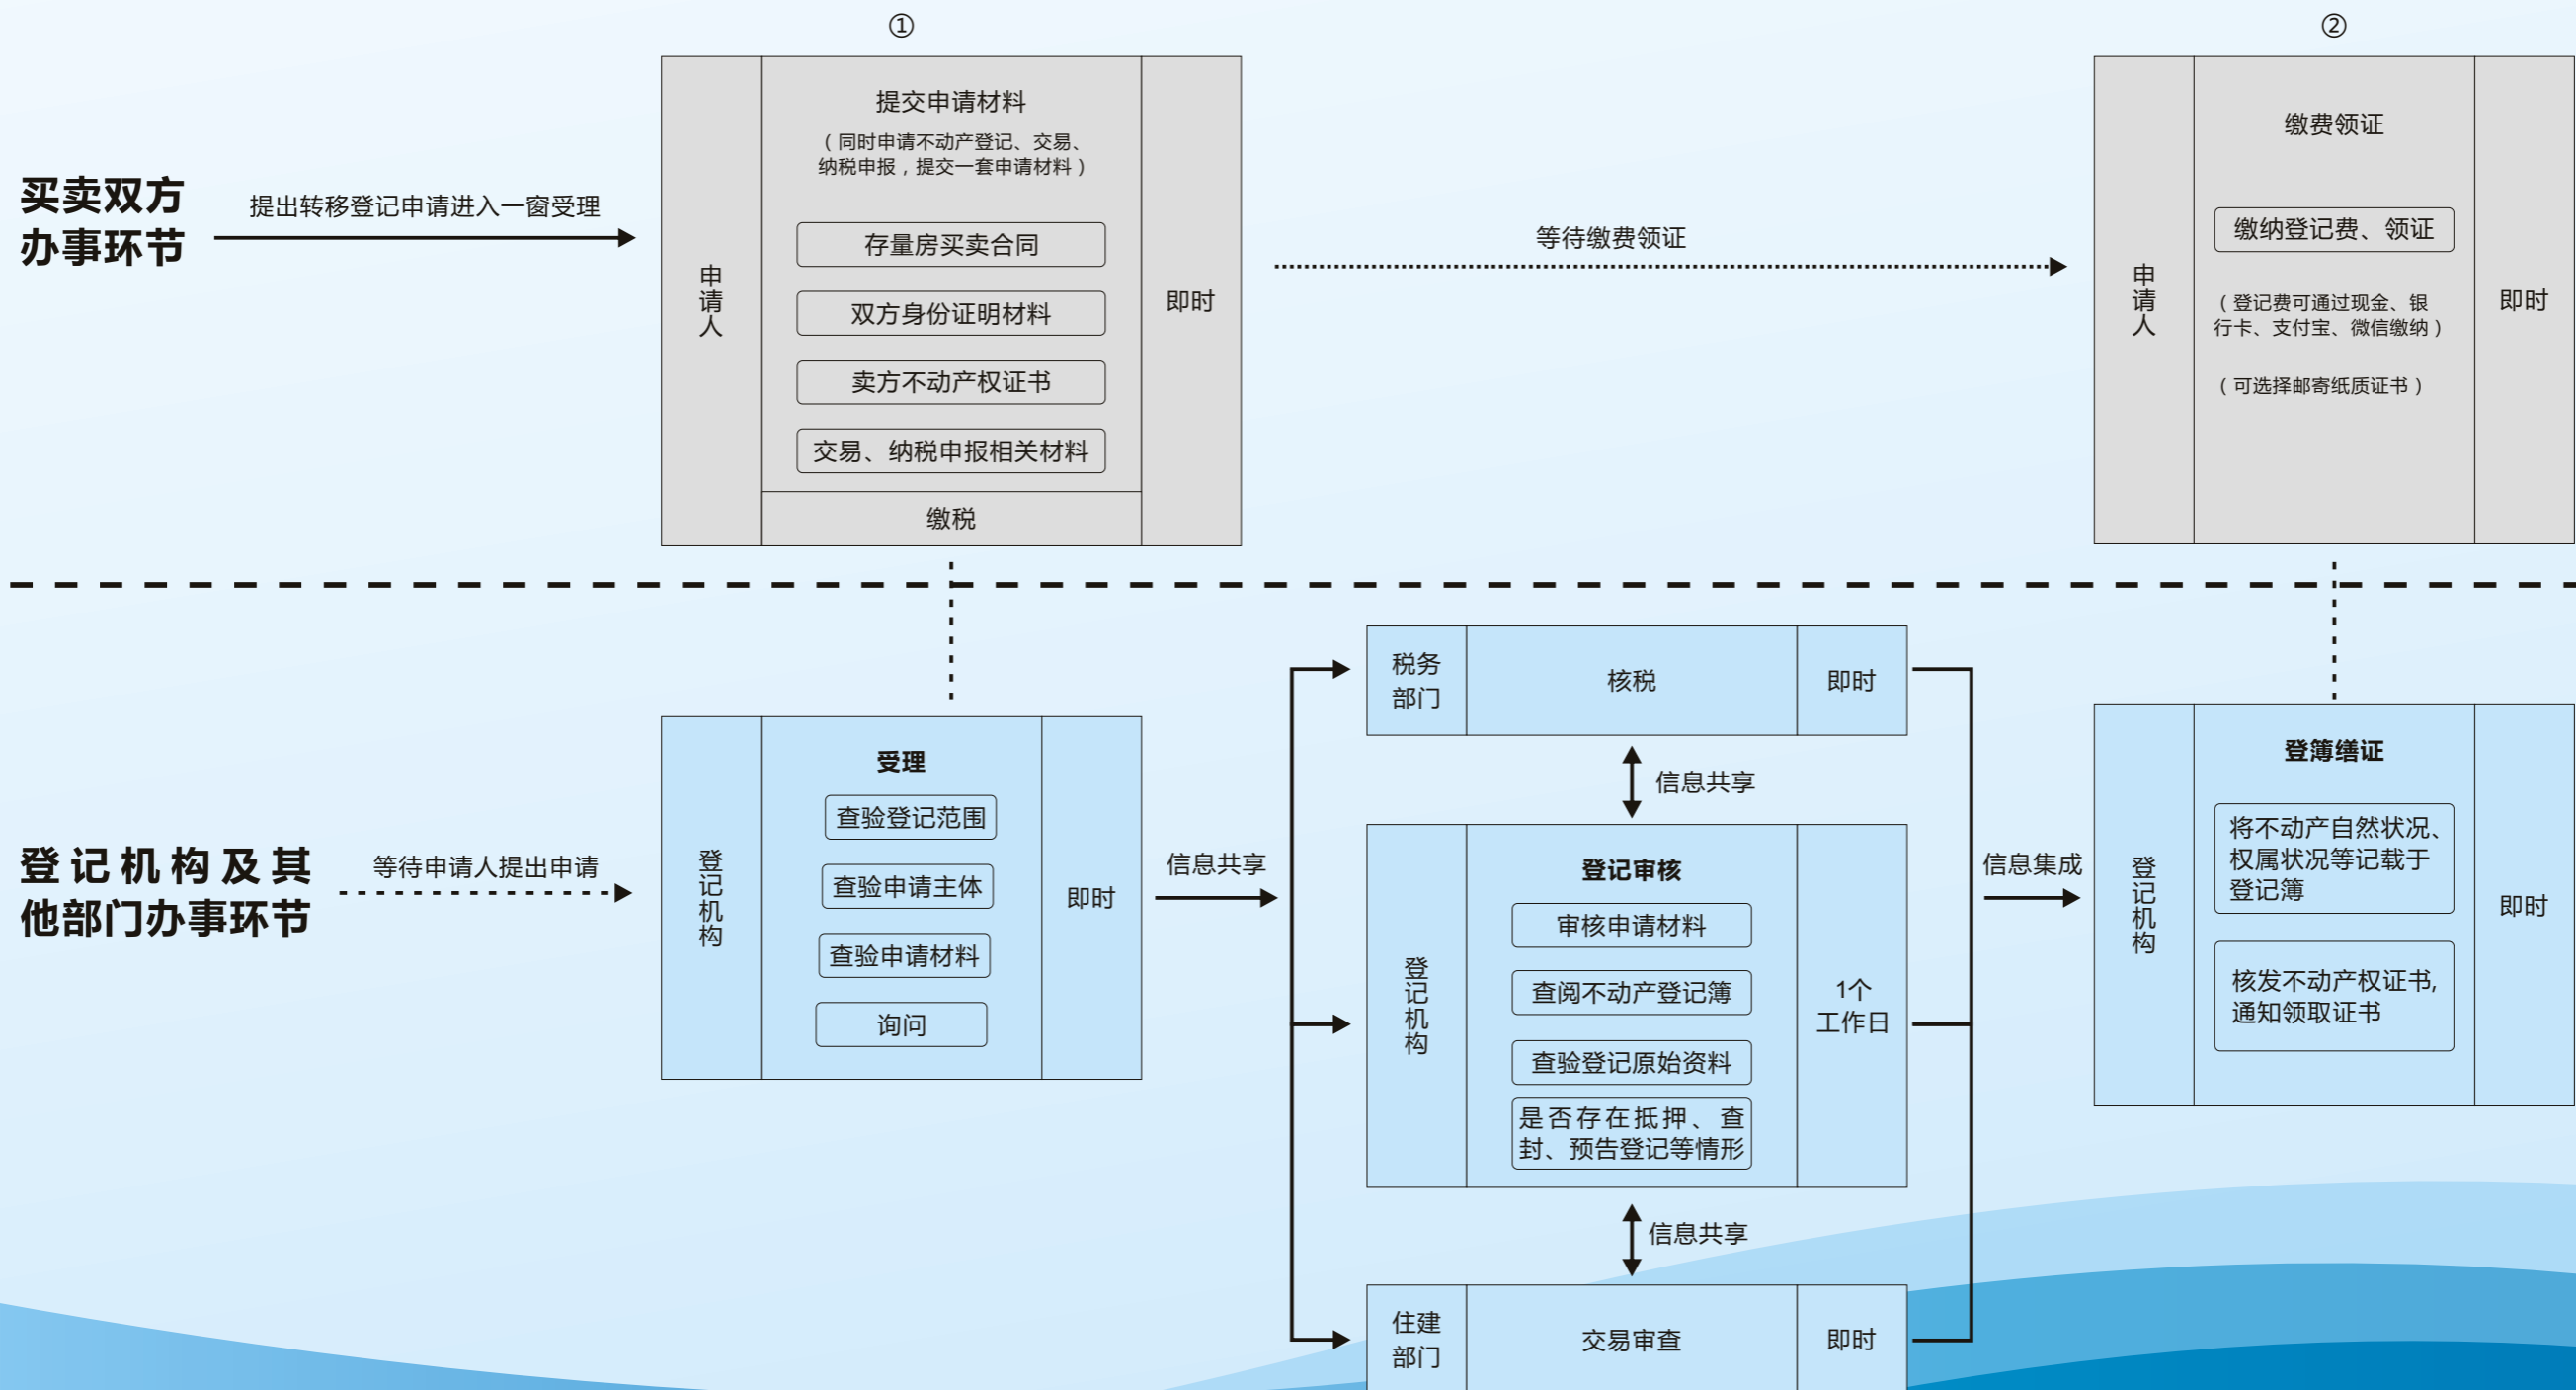 ①
②
买卖双方
办事环节
提出转移登记申请进入一窗受理
申请人
提交申请材料
（同时申请不动产登记、交易、
纳税申报，提交一套申请材料）
存量房买卖合同
双方身份证明材料
卖方不动产权证书
交易、纳税申报相关材料
缴税
即时
等待缴费领证
申请人
缴费领证
缴纳登记费、领证
（登记费可通过现金、银
行卡、支付宝、微信缴纳）
（可选择邮寄纸质证书）
即时
登记机构及其
他部门办事环节
等待申请人提出申请
登记机构
受理
查验登记范围
查验申请主体
查验申请材料
询问
即时
信息共享
税务
部门
核税
即时
信息共享
登记机构
登记审核
审核申请材料
查阅不动产登记簿
查验登记原始资料
是否存在抵押、查
封、预告登记等情形
1个
工作日
信息共享
住建
部门
交易审查
即时
信息集成
登记机构
登簿缮证
将不动产自然状况、
权属状况等记载于
登记簿
核发不动产权证书,
通知领取证书
即时